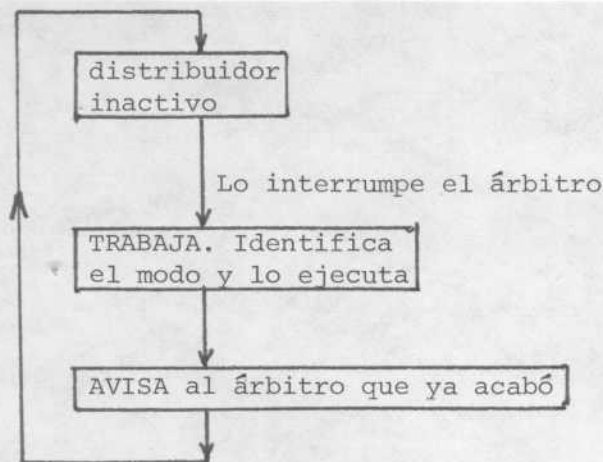 distribuidor
inactivo
Lo interrumpe el árbitro
TRABAJA. Identifica
el modo y lo ejecuta
AVISA al árbitro que ya acabó